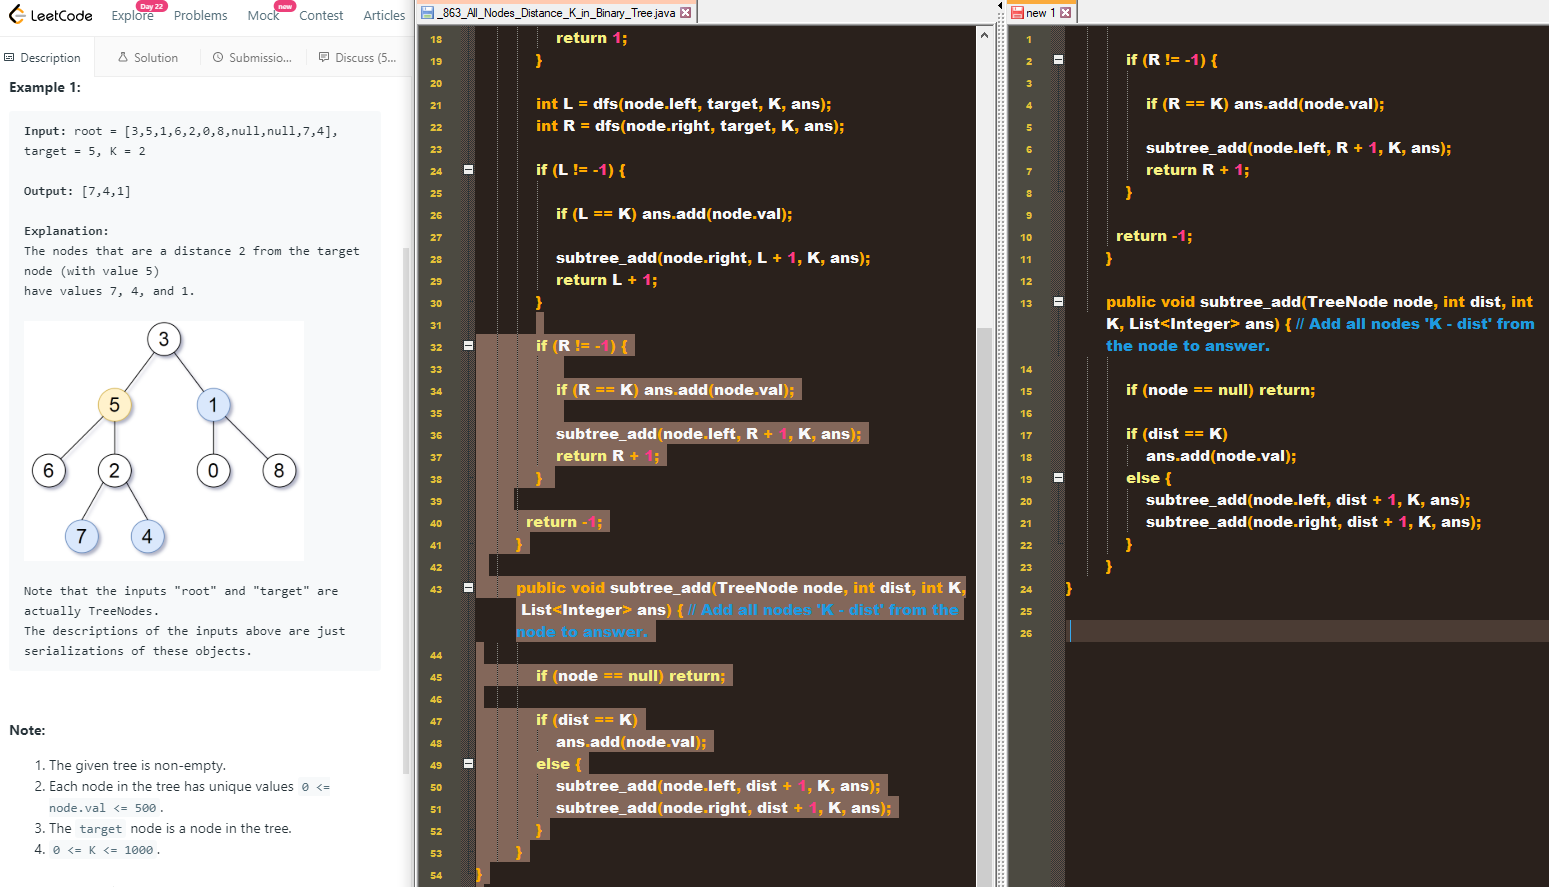 LeetCode
Explore
Day 22
Problems
Mock
new
Contest
Articles
Description
Solution
Submissio...
Discuss (5...
Example 1:
Input: root = [3,5,1,6,2,0,8,null,null,7,4],
target = 5, K = 2
Output: [7,4,1]
Explanation:
The nodes that are a distance 2 from the target
node (with value 5)
have values 7, 4, and 1.
3
5
1
6
2
0
8
7
4
Note that the inputs "root" and "target" are
actually TreeNodes.
The descriptions of the inputs above are just
serializations of these objects.
Note:
1. The given tree is non-empty.
2. Each node in the tree has unique values 0 <=
node.val <= 500 .
3. The target node is a node in the tree.
4. 0 <= K <= 1000 .
_863_All_Nodes_Distance_K_in_Binary_Tree.java
18 return 1;
19 }
20
21 int L = dfs(node.left, target, K, ans);
22 int R = dfs(node.right, target, K, ans);
23
24 if (L != -1) {
25
26 if (L == K) ans.add(node.val);
27
28 subtree_add(node.right, L + 1, K, ans);
29 return L + 1;
30 }
31
32 if (R != -1) {
33
34 if (R == K) ans.add(node.val);
35
36 subtree_add(node.left, R + 1, K, ans);
37 return R + 1;
38 }
39
40 return -1;
41 }
42
43 public void subtree_add(TreeNode node, int dist, int K,
List<Integer> ans) { // Add all nodes 'K - dist' from the
node to answer.
44
45 if (node == null) return;
46
47 if (dist == K)
48 ans.add(node.val);
49 else {
50 subtree_add(node.left, dist + 1, K, ans);
51 subtree_add(node.right, dist + 1, K, ans);
52 }
53 }
54 }
new 1
1
2 if (R != -1) {
3
4 if (R == K) ans.add(node.val);
5
6 subtree_add(node.left, R + 1, K, ans);
7 return R + 1;
8 }
9
10 return -1;
11 }
12
13 public void subtree_add(TreeNode node, int dist, int
K, List<Integer> ans) { // Add all nodes 'K - dist' from
the node to answer.
14
15 if (node == null) return;
16
17 if (dist == K)
18 ans.add(node.val);
19 else {
20 subtree_add(node.left, dist + 1, K, ans);
21 subtree_add(node.right, dist + 1, K, ans);
22 }
23 }
24 }
25
26